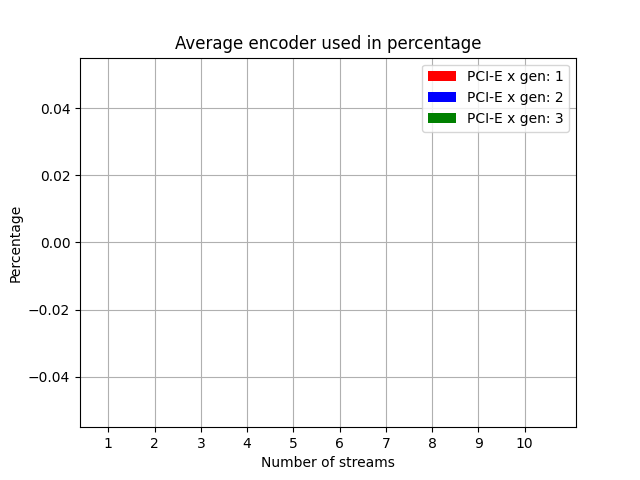 Average encoder used in percentage
PCI-E x gen: 1
PCI-E x gen: 2
PCI-E x gen: 3
0.04
0.02
0.00
−0.02
−0.04
Percentage
1 2 3 4 5 6 7 8 9 10
Number of streams